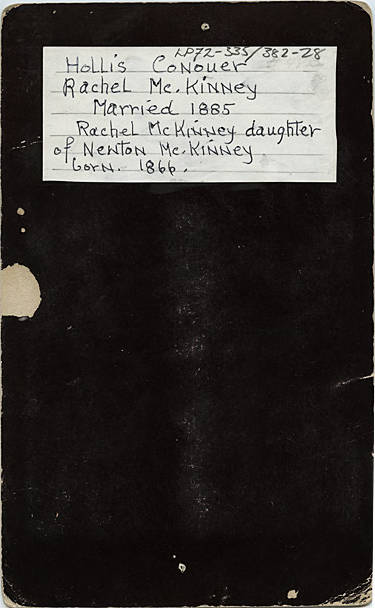 LP72-335/382-28
Hollis Conouer
Rachel Mc. Kinney
Married 1885
Rachel McKinney daughter
of Newton Mc. Kinney
born. 1866.